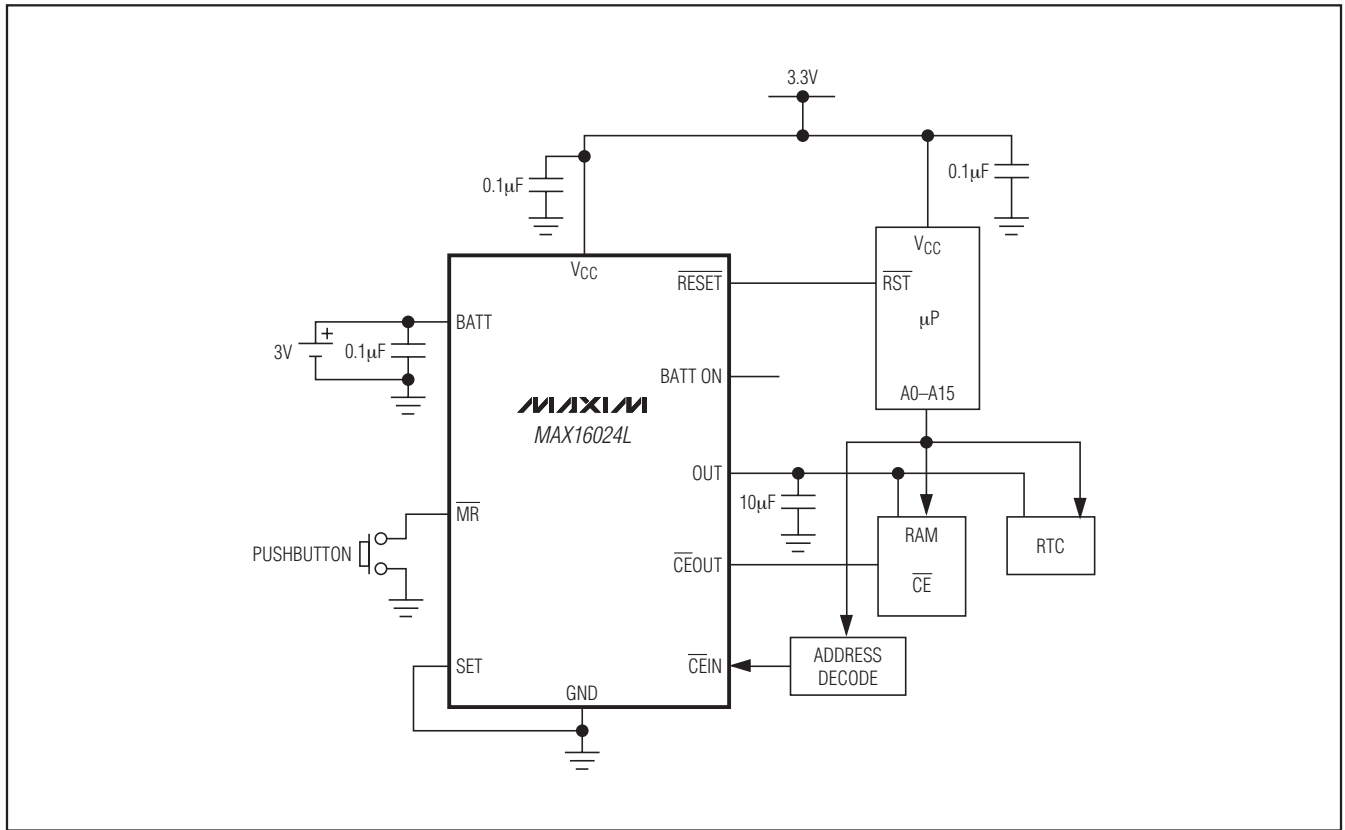 3.3V
0.1μF
0.1μF
VCC
VCC
RESET
RST
μP
BATT
+
3V
0.1μF
BATT ON
A0–A15
MAXIM
MAX16024L
OUT
10μF
MR
RAM
RTC
PUSHBUTTON
CEOUT
CE
SET
CEIN
ADDRESS
DECODE
GND